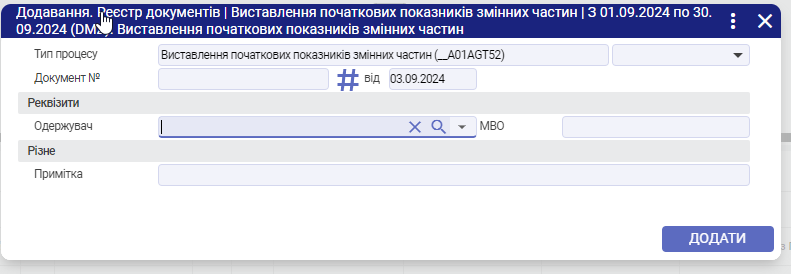 Додавання. Реєстр документів | Виставлення початкових показників змінних частин | З 01.09.2024 по 30.
09.2024 (DM2). Виставлення початкових показників змінних частин
Тип процесу Виставлення початкових показників змінних частин (__A01AGT52)
Документ № # від 03.09.2024
Реквізити
Одержувач МВО
Різне
Примітка
ДОДАТИ